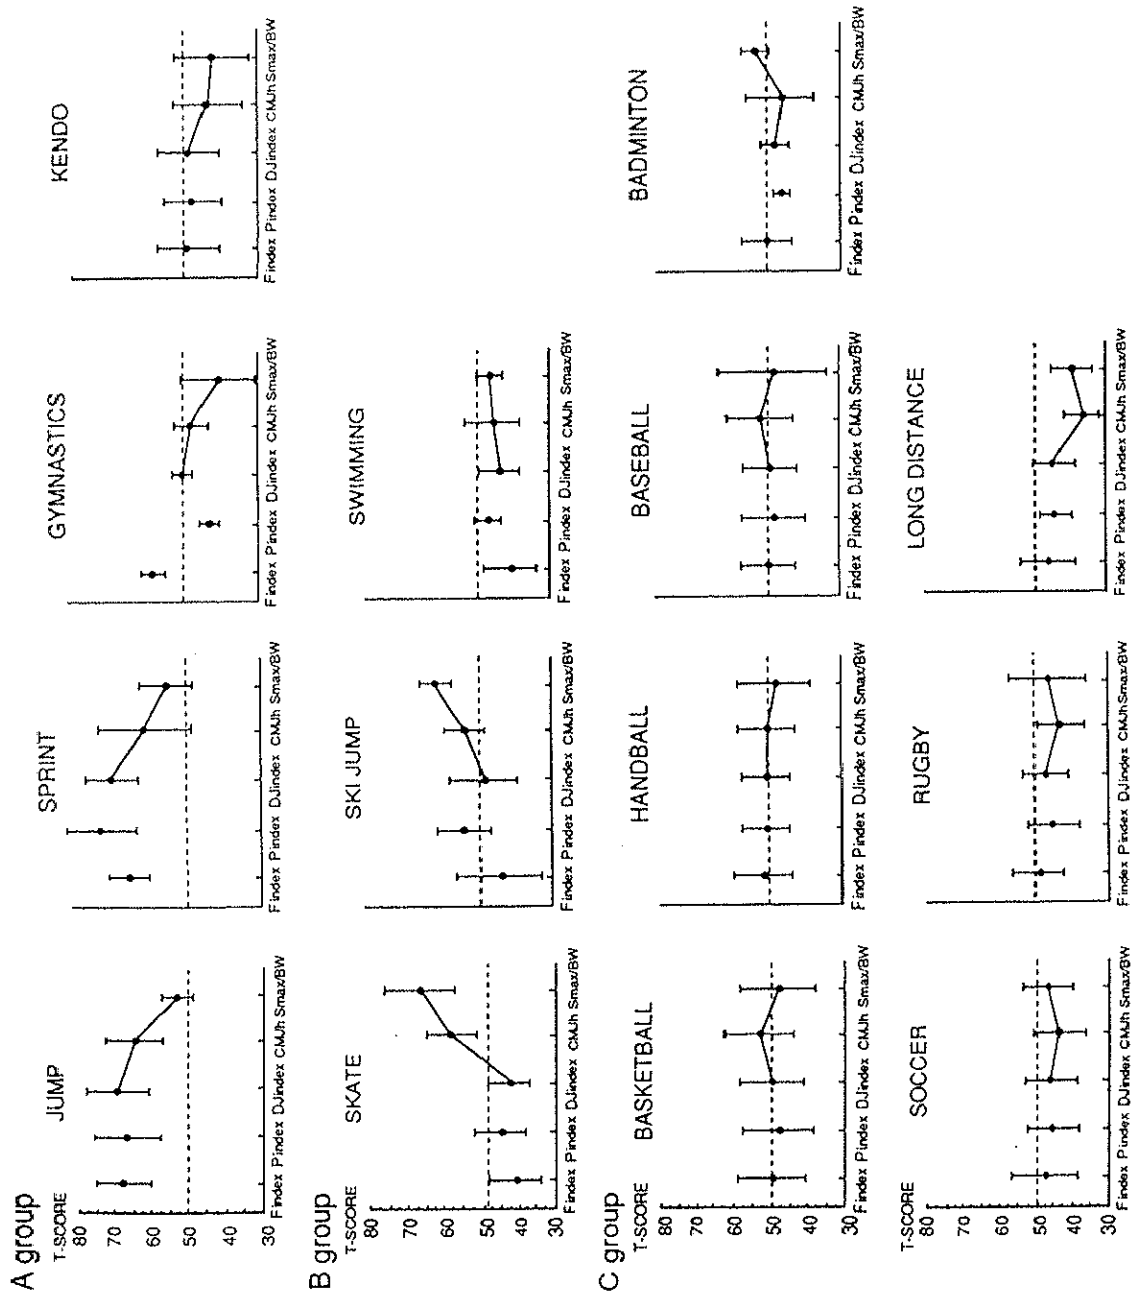 A group
T-SCORE
JUMP
SPRINT
GYMNASTICS
KENDO
80
70
60
50
40
30
Findex Pindex DJindex CMJh Smax/BW
Findex Pindex DJindex CMJh Smax/BW
Findex Pindex DJindex CMJh Smax/BW
Findex Pindex DJindex CMJh Smax/BW
B group
T-SCORE
SKATE
SKI JUMP
SWIMMING
80
70
60
50
40
30
Findex Pindex DJindex CMJh Smax/BW
Findex Pindex DJindex CMJh Smax/BW
Findex Pindex DJindex CMJh Smax/BW
C group
T-SCORE
BASKETBALL
HANDBALL
BASEBALL
BADMINTON
80
70
60
50
40
30
Findex Pindex DJindex CMJh Smax/BW
Findex Pindex DJindex CMJh Smax/BW
Findex Pindex DJindex CMJh Smax/BW
Findex Pindex DJindex CMJh Smax/BW
T-SCORE
SOCCER
RUGBY
LONG DISTANCE
80
70
60
50
40
30
Findex Pindex DJindex CMJh Smax/BW
Findex Pindex DJindex CMJh Smax/BW
Findex Pindex DJindex CMJh Smax/BW